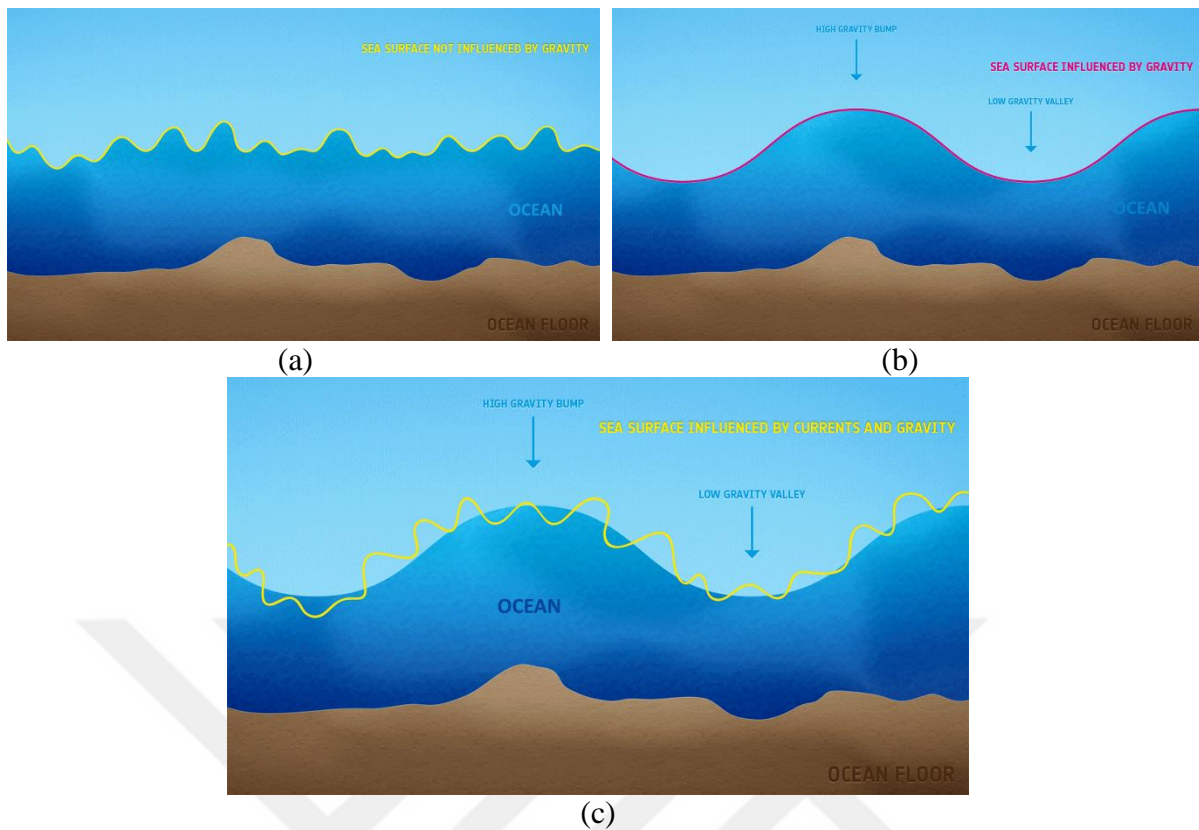 SEA SURFACE NOT INFLUENCED BY GRAVITY
OCEAN
OCEAN FLOOR
(a)
HIGH GRAVITY BUMP
SEA SURFACE INFLUENCED BY GRAVITY
LOW GRAVITY VALLEY
OCEAN
OCEAN FLOOR
(b)
HIGH GRAVITY BUMP
SEA SURFACE INFLUENCED BY CURRENTS AND GRAVITY
LOW GRAVITY VALLEY
OCEAN
OCEAN FLOOR
(c)